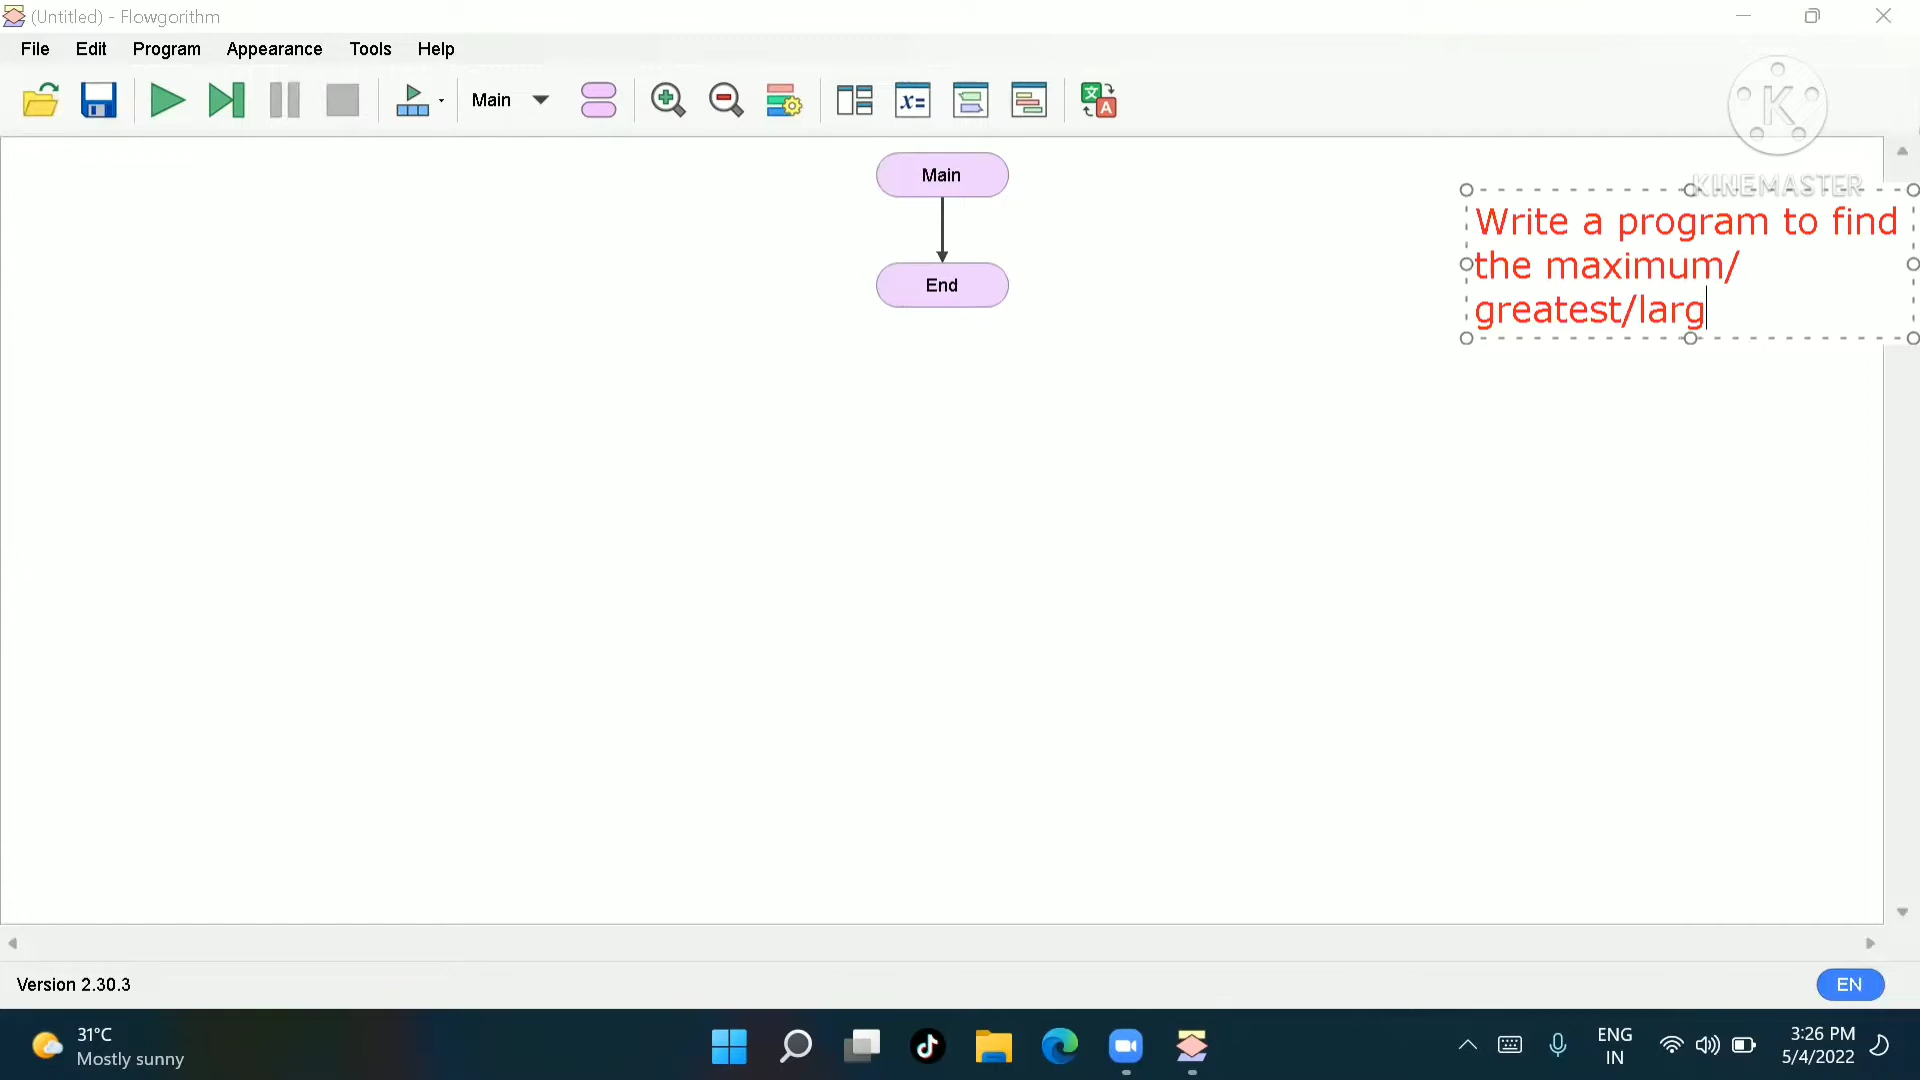 (Untitled) - Flowgorithm
File Edit Program Appearance Tools Help
Main
K
KINEMASTER
Main
End
Write a program to find
the maximum/
greatest/larg
Version 2.30.3
EN
31°C
Mostly sunny
ENG
IN
3:26 PM
5/4/2022